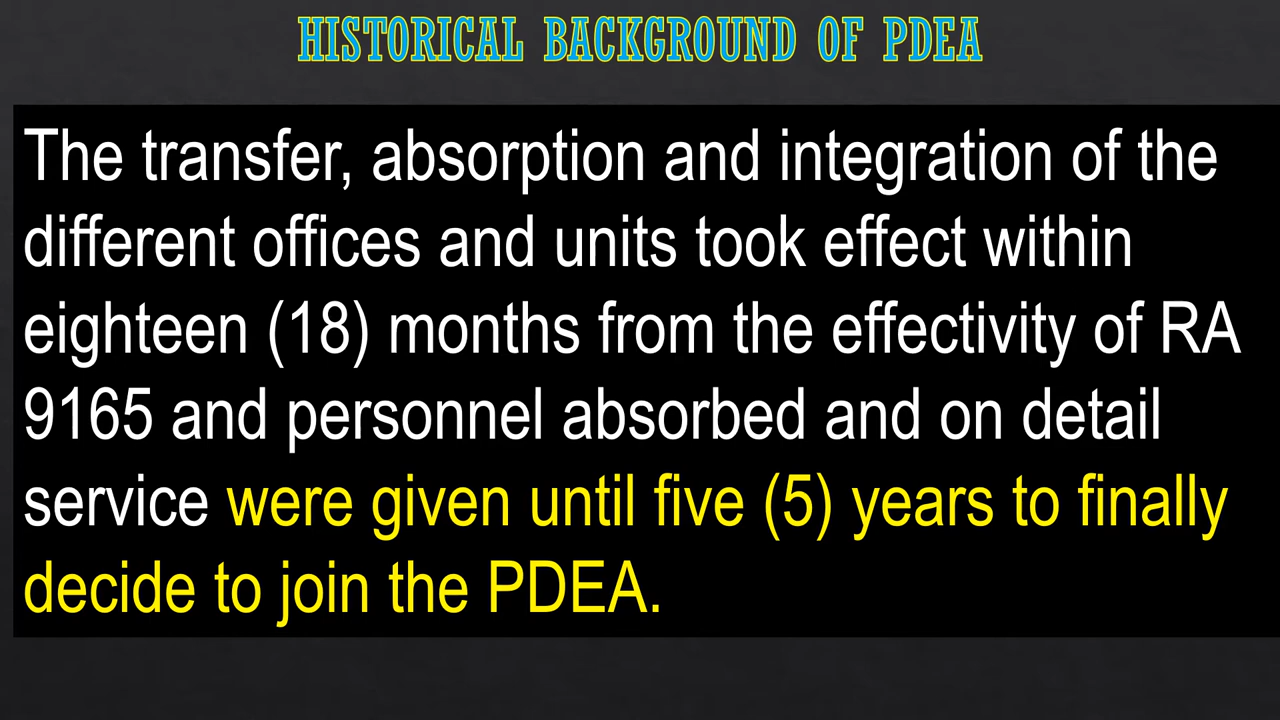 HISTORICAL BACKGROUND OF PDEA
The transfer, absorption and integration of the
different offices and units took effect within
eighteen (18) months from the effectivity of RA
9165 and personnel absorbed and on detail
service were given until five (5) years to finally
decide to join the PDEA.